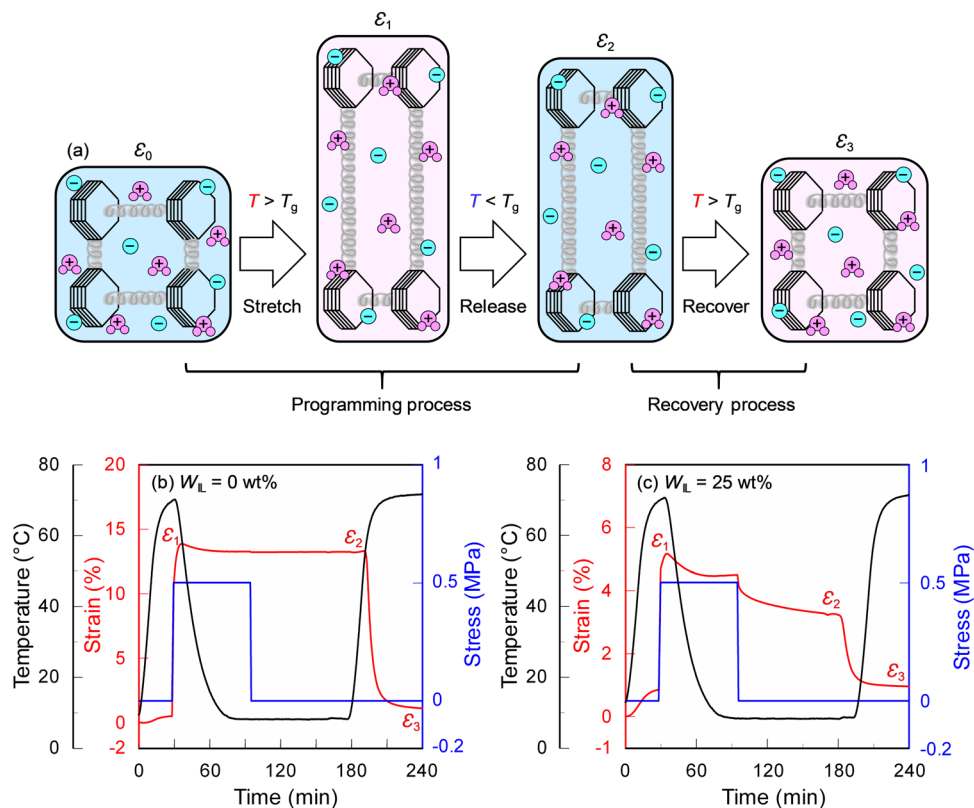 (a)
ε0
ε1
ε2
ε3
T > Tg
Stretch
T < Tg
Release
T > Tg
Recover
Programming process
Recovery process
(b) WIL = 0 wt%
80
60
40
20
0
Temperature (°C)
20
15
10
5
0
-2
Strain (%)
ε1
ε2
ε3
1
0.5
0
-0.2
Stress (MPa)
0
60
120
180
240
Time (min)
(c) WIL = 25 wt%
80
60
40
20
0
Temperature (°C)
8
6
4
2
0
-1
Strain (%)
ε1
ε2
ε3
1
0.5
0
-0.2
Stress (MPa)
0
60
120
180
240
Time (min)